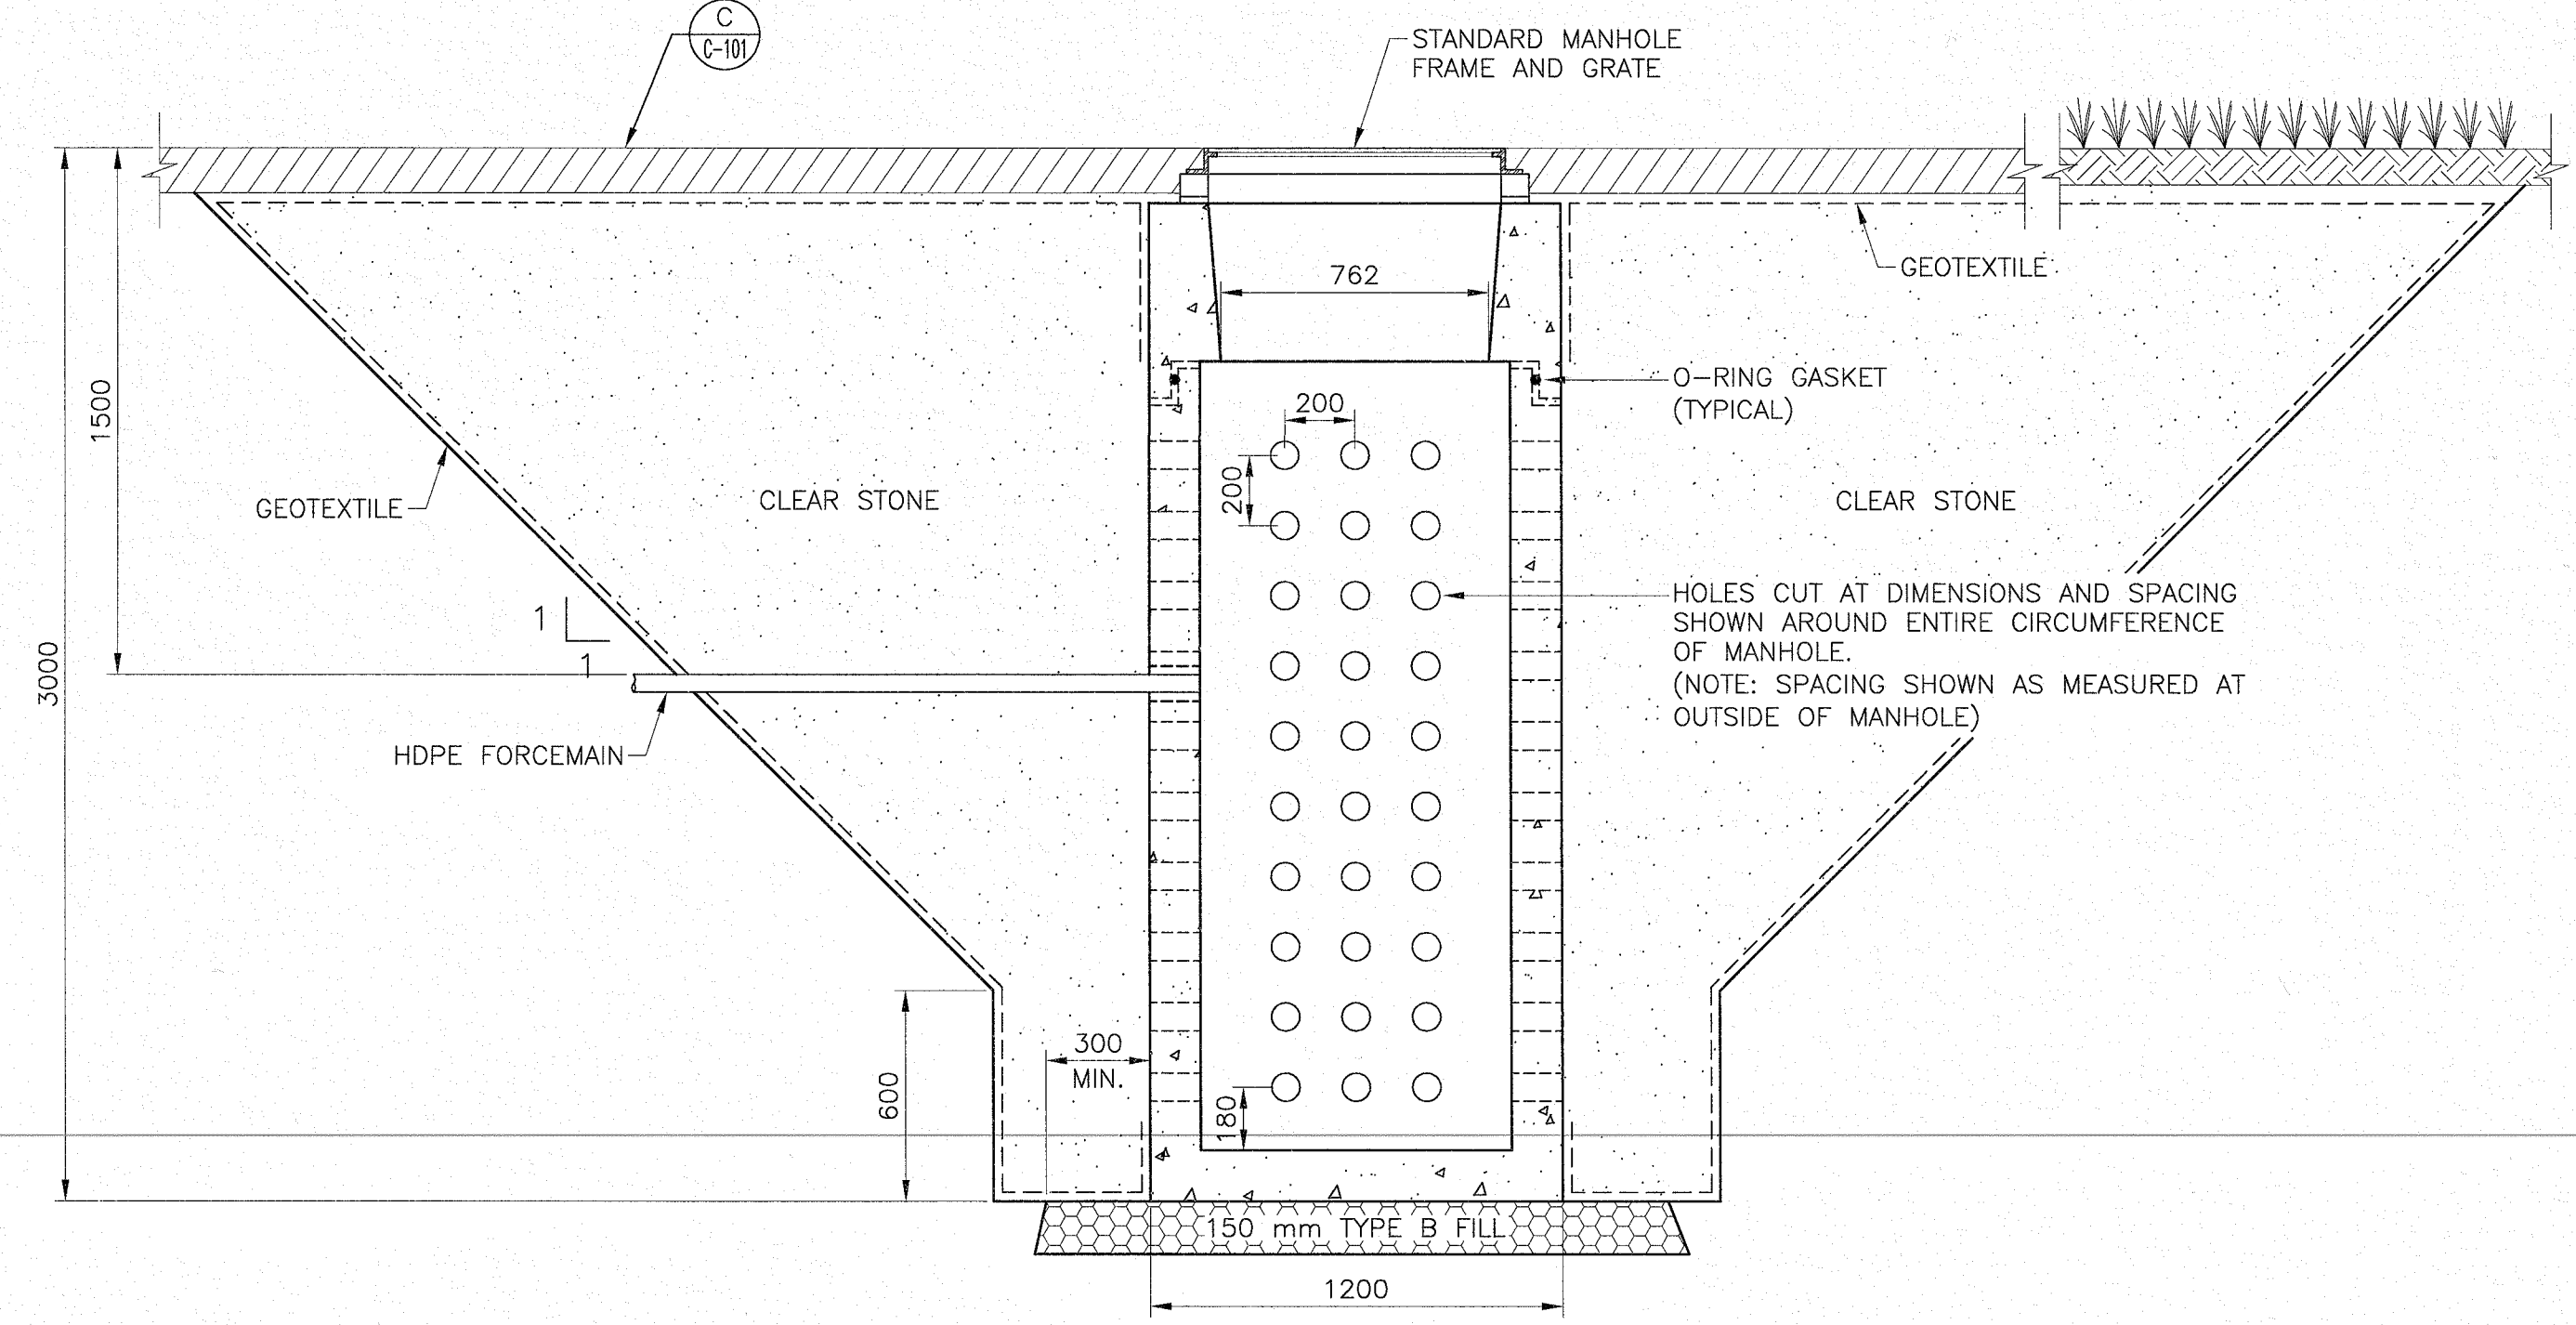 C
C-101
STANDARD MANHOLE
FRAME AND GRATE
762
GEOTEXTILE
O-RING GASKET
(TYPICAL)
200
200
1500
GEOTEXTILE
CLEAR STONE
CLEAR STONE
HOLES CUT AT DIMENSIONS AND SPACING
SHOWN AROUND ENTIRE CIRCUMFERENCE
OF MANHOLE.
(NOTE: SPACING SHOWN AS MEASURED AT
OUTSIDE OF MANHOLE)
1
1
3000
HDPE FORCEMAIN
300
MIN.
600
180
150 mm TYPE B FILL
1200